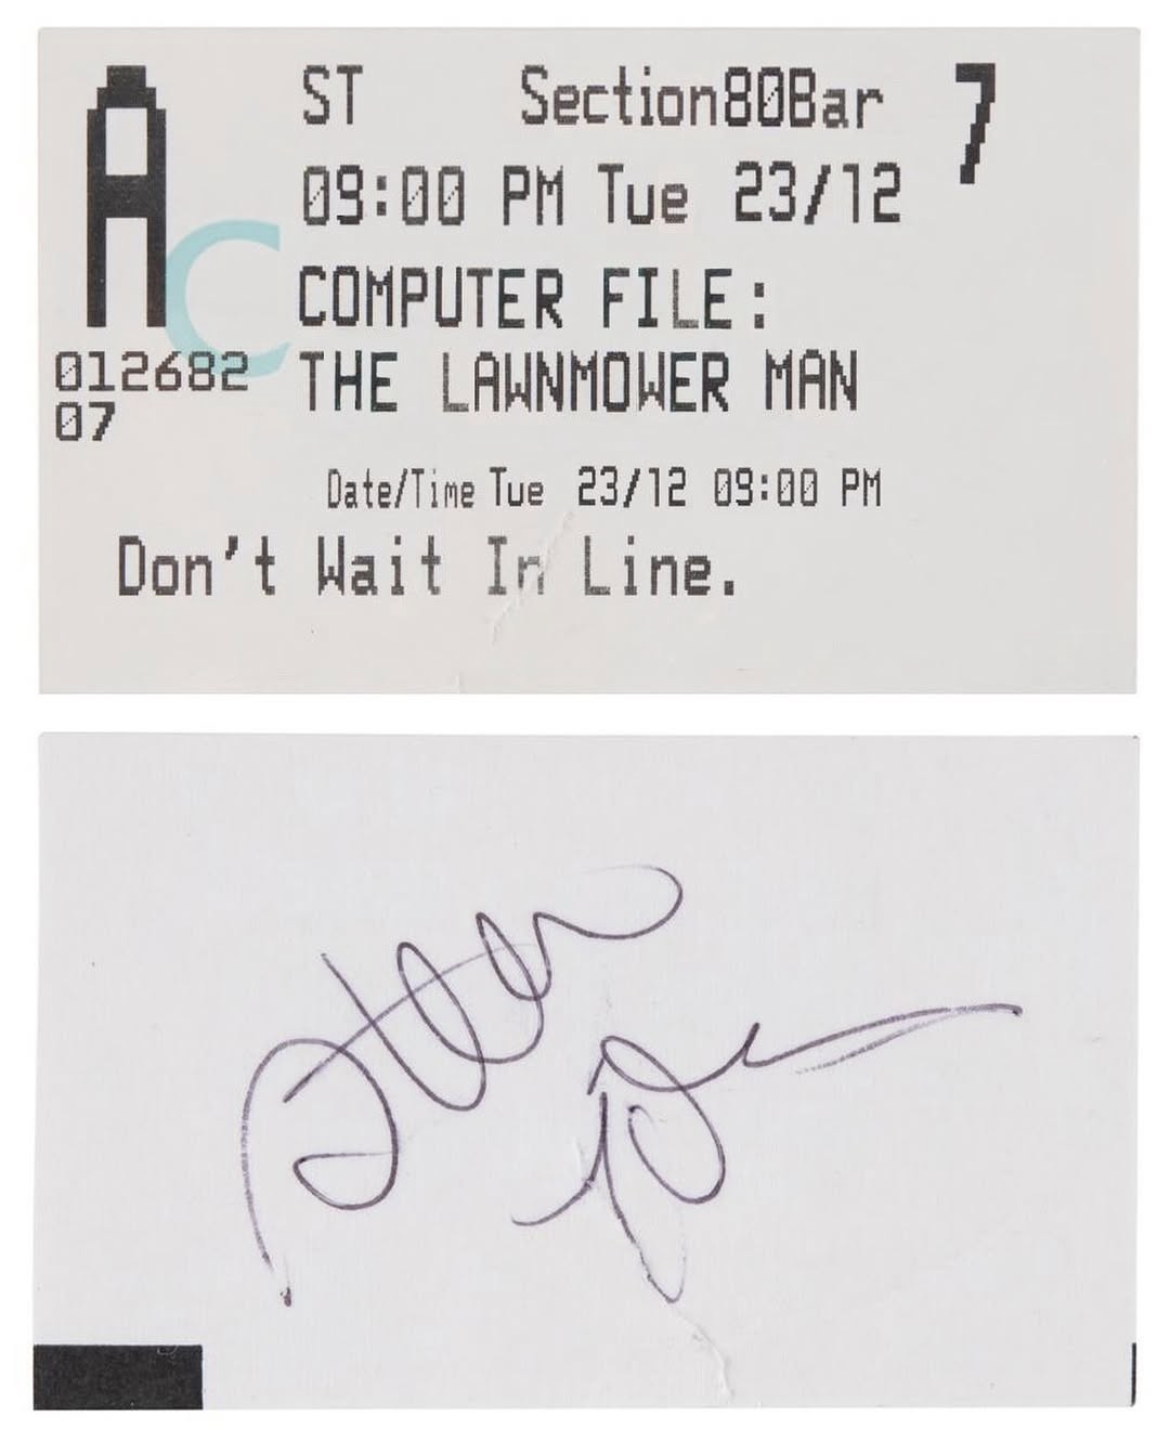 A ST Section80Bar 7
09:00 PM Tue 23/12
C
COMPUTER FILE:
012682 THE LAWNMOWER MAN
07
Date/Time Tue 23/12 09:00 PM
Don't Wait In Line.